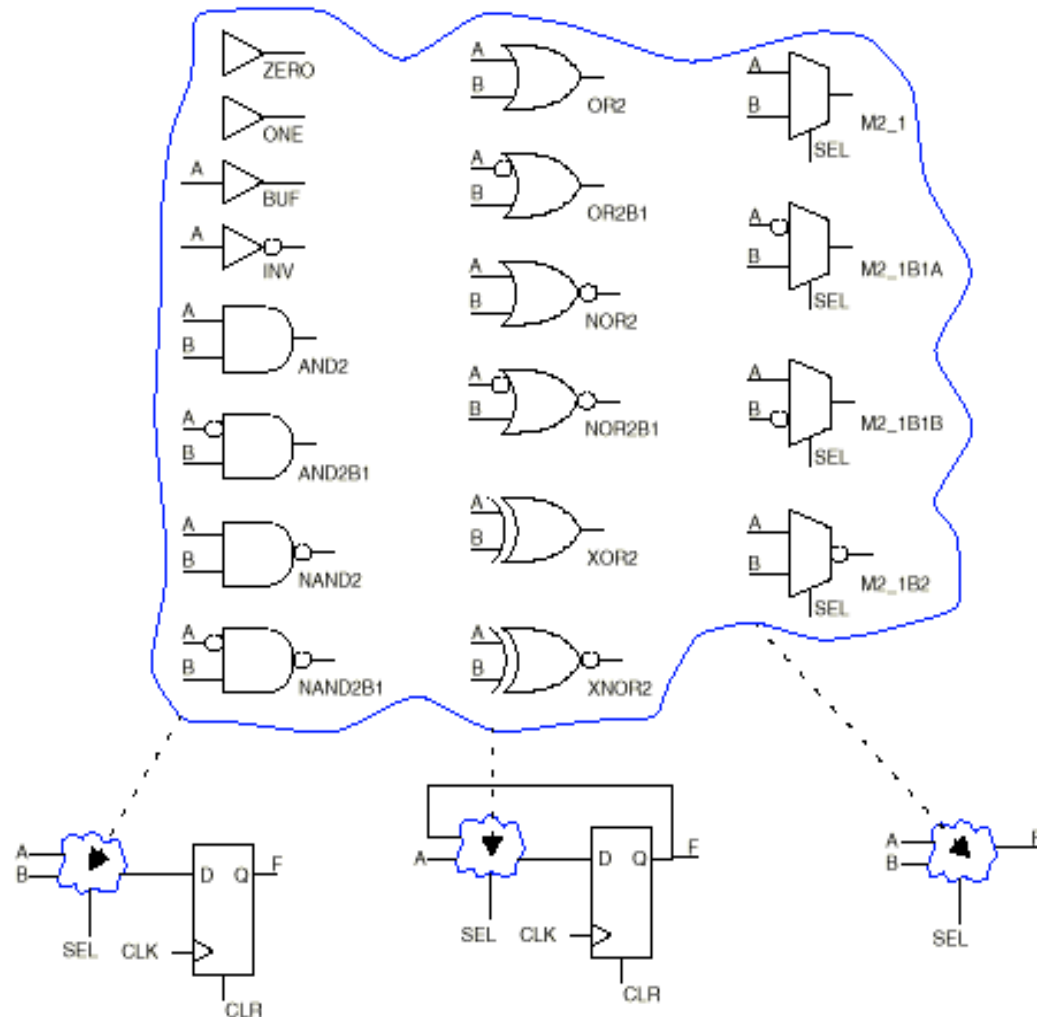 ZERO
ONE
A
BUF
A
INV
A
B
AND2
A
B
AND2B1
A
B
NAND2
A
B
NAND2B1
A
B
OR2
A
B
OR2B1
A
B
NOR2
A
B
NOR2B1
A
B
XOR2
A
B
XNOR2
A
B
M2_1
SEL
A
B
M2_1B1A
SEL
A
B
M2_1B1B
SEL
A
B
M2_1B2
SEL
A
B
SEL
D Q
F
CLK
CLR
A
SEL
D Q
F
CLK
CLR
A
B
F
SEL